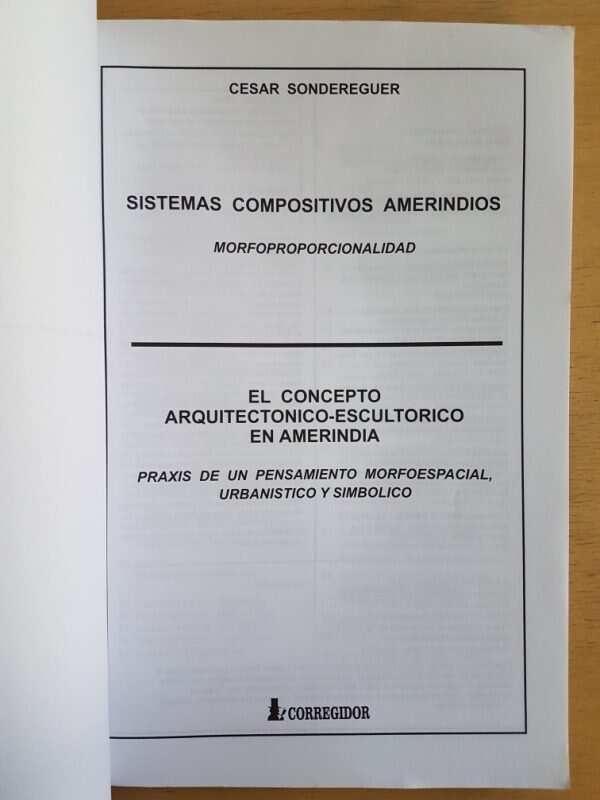 CESAR SONDEREGUER
SISTEMAS COMPOSITIVOS AMERINDIOS
MORFOPROPORCIONALIDAD
EL CONCEPTO
ARQUITECTONICO-ESCULTORICO
EN AMERINDIA
PRAXIS DE UN PENSAMIENTO MORFOESPACIAL,
URBANISTICO Y SIMBOLICO
CORREGIDOR